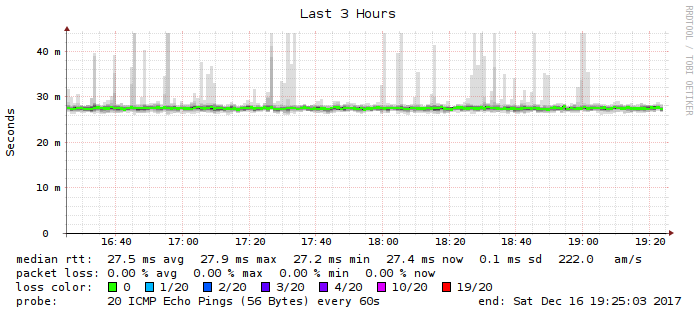 Last 3 Hours
RRDTOOL / TOBI OETIKER
Seconds
40 m
30 m
20 m
10 m
0
16:40 17:00 17:20 17:40 18:00 18:20 18:40 19:00 19:20
median rtt: 27.5 ms avg 27.9 ms max 27.2 ms min 27.4 ms now 0.1 ms sd 222.0 am/s
packet loss: 0.00 % avg 0.00 % max 0.00 % min 0.00 % now
loss color: 0 1/20 2/20 3/20 4/20 10/20 19/20
probe: 20 ICMP Echo Pings (56 Bytes) every 60s end: Sat Dec 16 19:25:03 2017